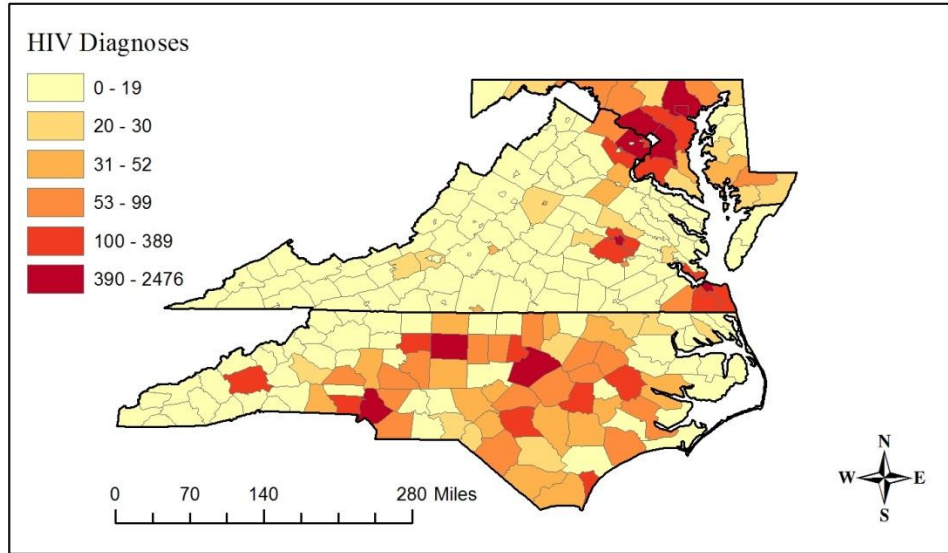 HIV Diagnoses
0 - 19
20 - 30
31 - 52
53 - 99
100 - 389
390 - 2476
0 70 140 280 Miles
N
W E
S